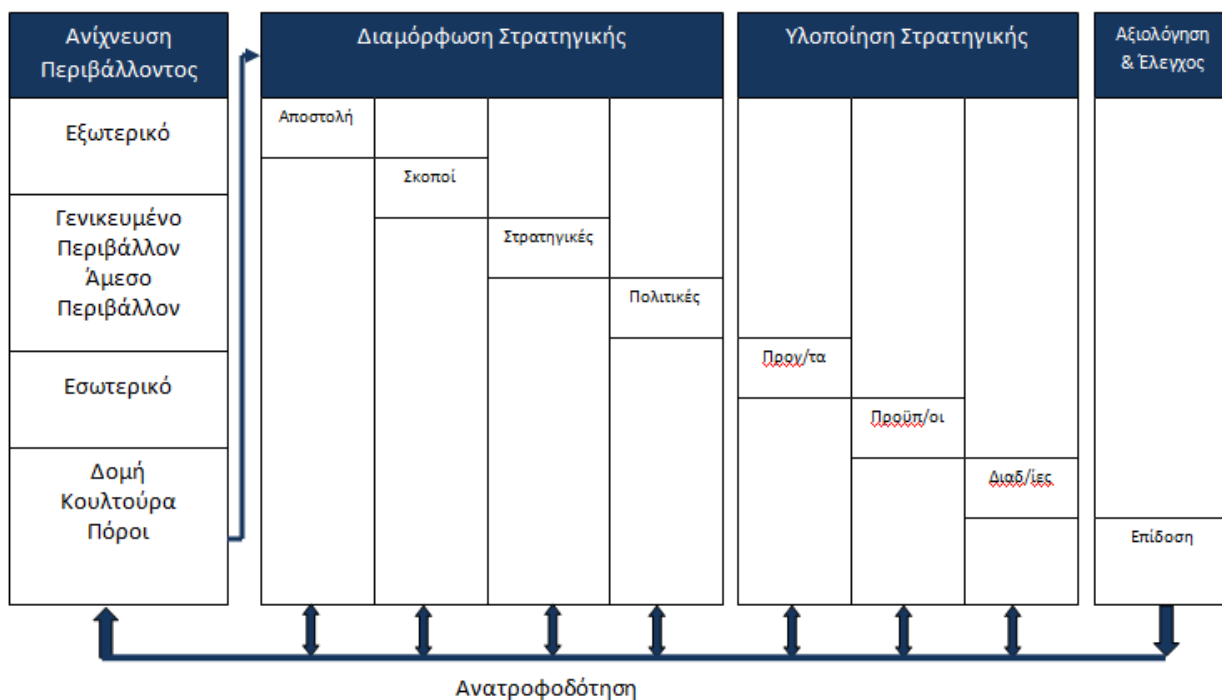 Ανίχνευση
Περιβάλλοντος
Εξωτερικό
Γενικευμένο
Περιβάλλον
Άμεσο
Περιβάλλον
Εσωτερικό
Δομή
Κουλτούρα
Πόροι
Διαμόρφωση Στρατηγικής
Αποστολή
Σκοποί
Στρατηγικές
Πολιτικές
Υλοποίηση Στρατηγικής
Προγ/τα
Προϋπ/οι
Διαδ/ίες
Αξιολόγηση
& Έλεγχος
Επίδοση
Ανατροφοδότηση